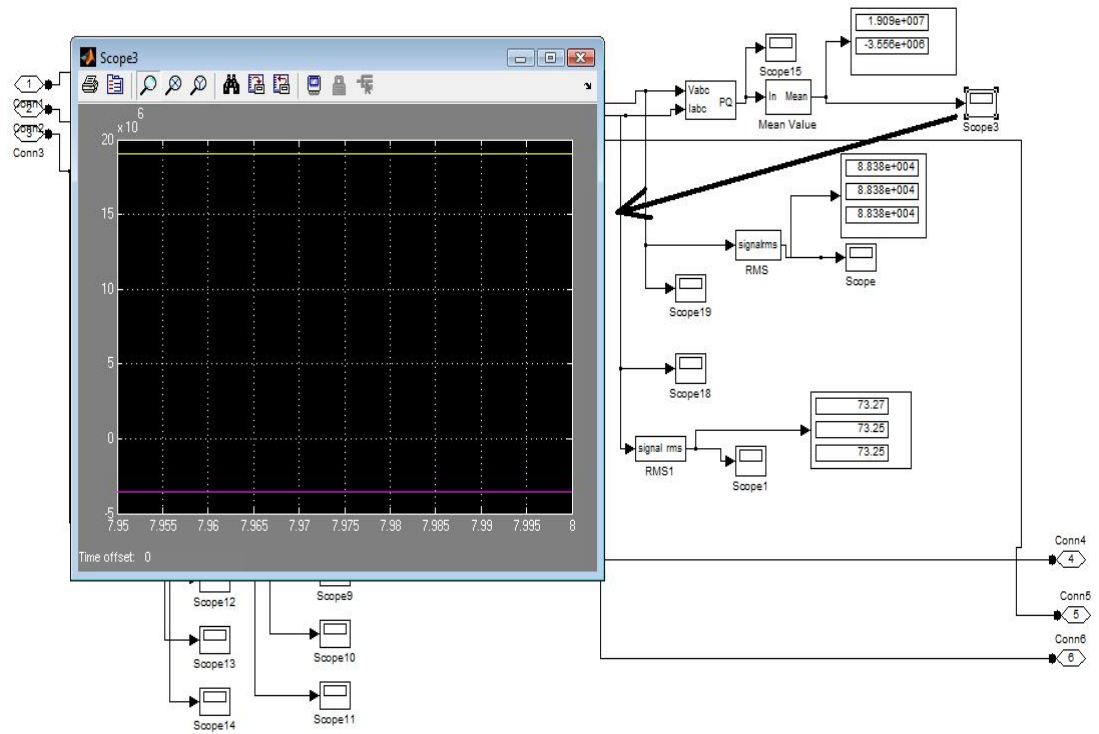 Scope3
Time offset: 0
x 10
6
20
15
10
5
0
-5
7.95 7.955 7.96 7.965 7.97 7.975 7.98 7.985 7.99 7.995 8
1
Conn1
2
Conn2
3
Conn3
Vabc
Iabc
PQ
Scope15
In Mean
Mean Value
1.909e+007
-3.556e+006
Scope3
8.838e+004
8.838e+004
8.838e+004
signalrms
RMS
Scope
Scope19
Scope18
73.27
73.25
73.25
signal rms
RMS1
Scope1
Conn4
4
Conn5
5
Conn6
6
Scope12
Scope9
Scope13
Scope10
Scope14
Scope11